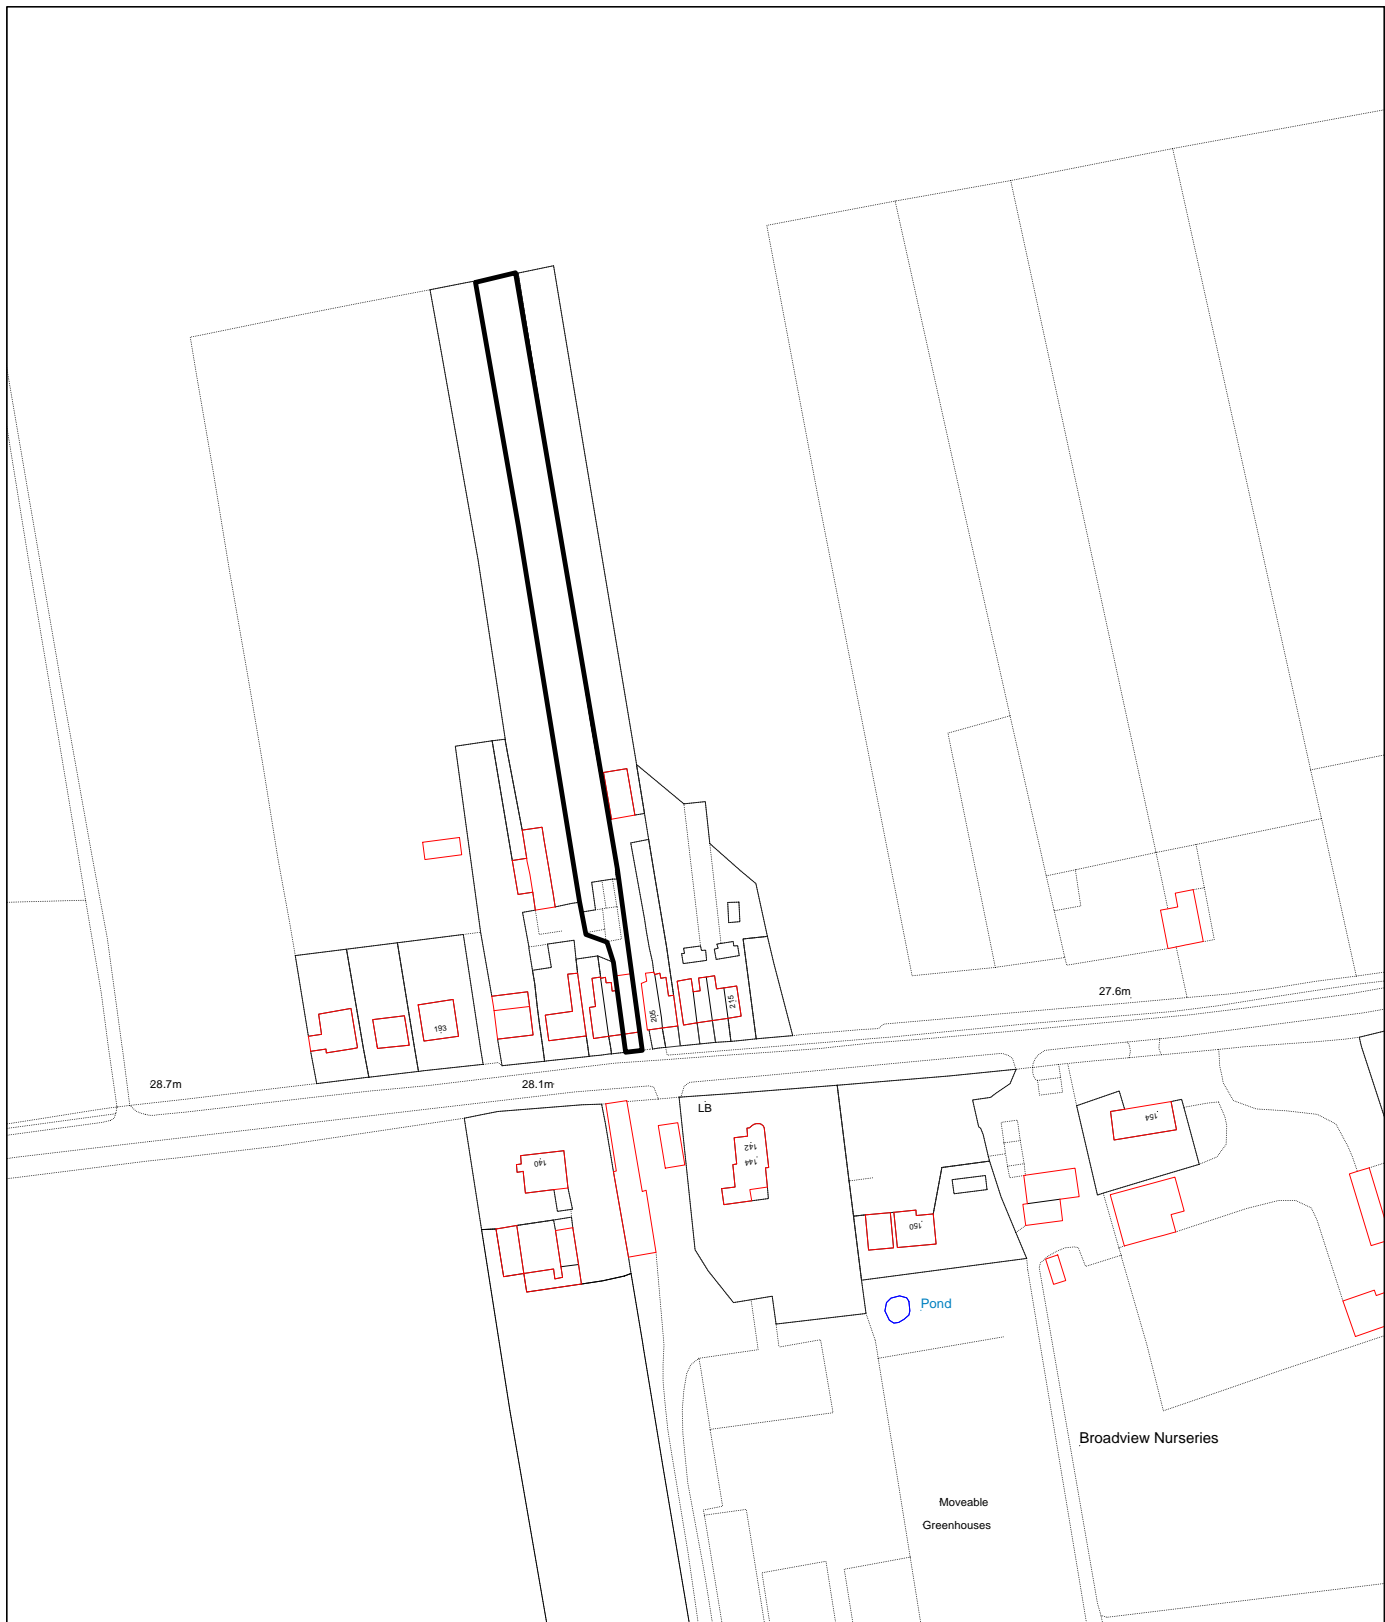 215
205
27.6m
193
28.7m
28.1m
LB
154
142
144
140
150
Pond
Broadview Nurseries
Moveable
Greenhouses